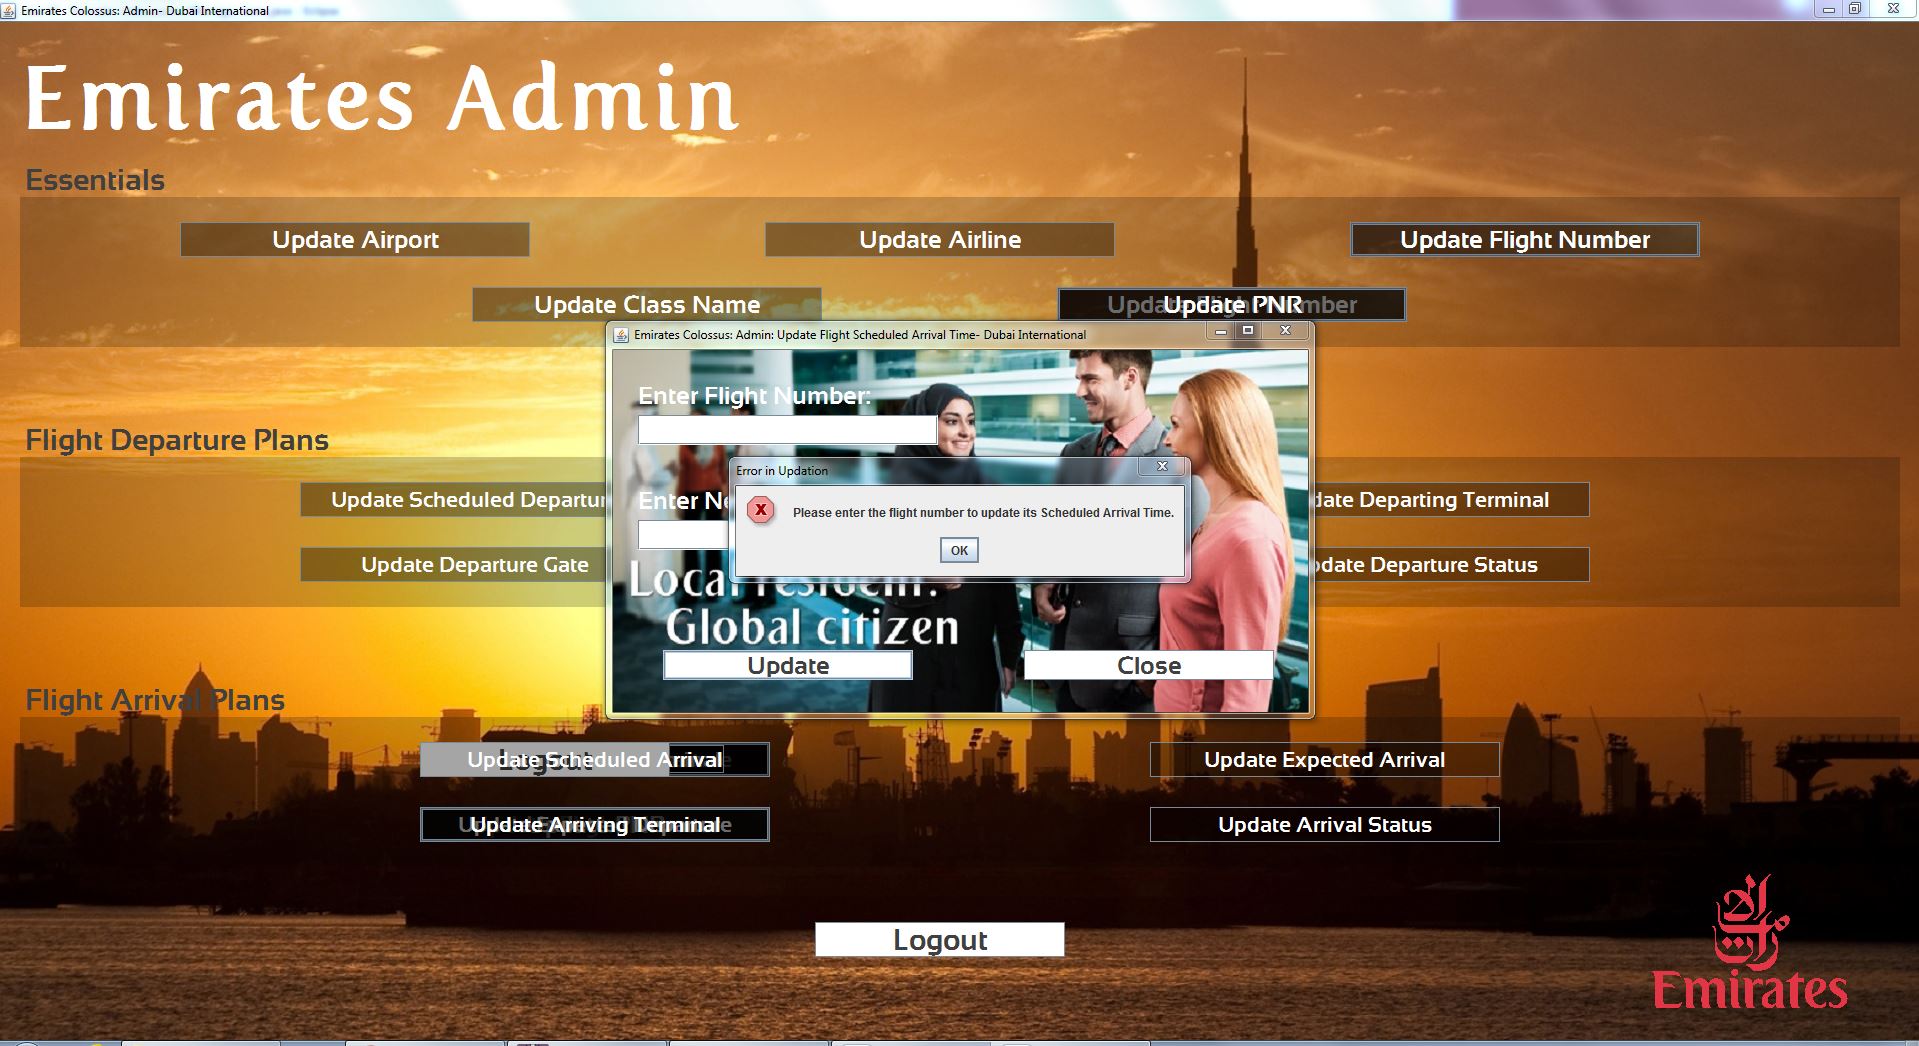 Emirates Colossus: Admin- Dubai International
Emirates Admin
Essentials
Update Airport
Update Airline
Update Flight Number
Update Class Name
Update PNR
Emirates Colossus: Admin: Update Flight Scheduled Arrival Time- Dubai International
Enter Flight Number:
Flight Departure Plans
Error in Updation
Update Scheduled Departur
Enter Ne
Please enter the flight number to update its Scheduled Arrival Time.
date Departing Terminal
OK
Update Departure Gate
pdate Departure Status
Local resident.
Global citizen
Update
Close
Flight Arrival Plans
Update Scheduled Arrival
Update Expected Arrival
Update Arriving Terminal
Update Arrival Status
Logout
امارات
Emirates